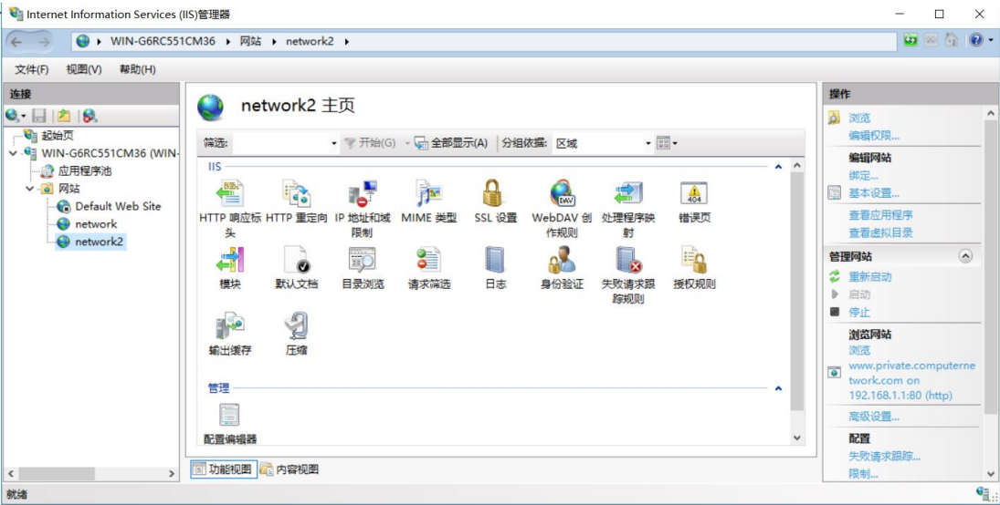 Internet Information Services (IIS)管理器
WIN-G6RC551CM36 网站 network2
文件(F) 视图(V) 帮助(H)
连接
起始页
WIN-G6RC551CM36 (WIN-
应用程序池
网站
Default Web Site
network
network2
network2 主页
筛选: 开始(G) 全部显示(A) 分组依据: 区域
IIS
HTTP 响应标头
HTTP 重定向
IP 地址和域限制
MIME 类型
SSL 设置
WebDAV 创作规则
处理程序映射
错误页
404
DAV
模块
默认文档
目录浏览
请求筛选
日志
身份验证
失败请求跟踪规则
授权规则
输出缓存
压缩
管理
配置编辑器
功能视图 内容视图
操作
浏览
编辑权限...
编辑网站
绑定...
基本设置...
查看应用程序
查看虚拟目录
管理网站
重新启动
启动
停止
浏览网站
浏览
www.private.computerne
twork.com on
192.168.1.1:80 (http)
高级设置...
配置
失败请求跟踪...
限制...
就绪